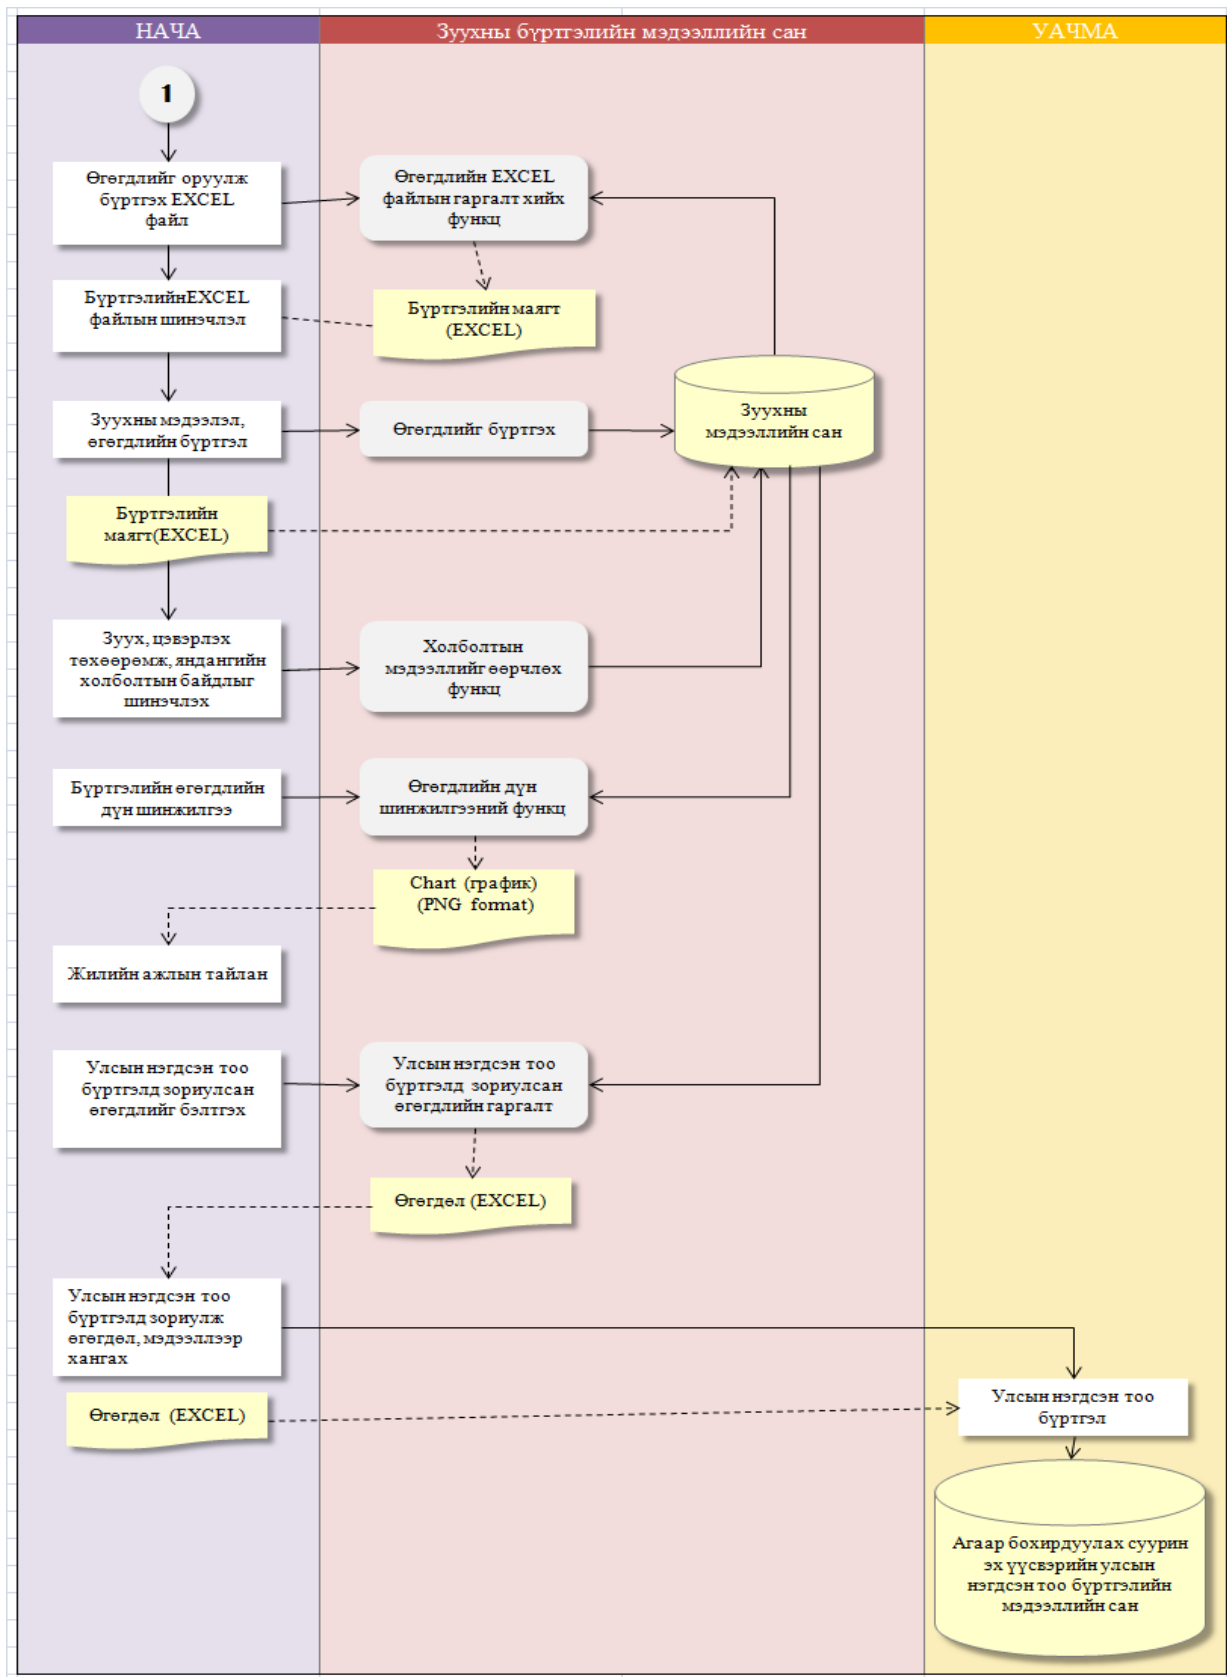 НАЧА
Зуухны бүртгэлийн мэдээллийн сан
УАЧМА
1
Өгөгдлийг оруулж
бүртгэх EXCEL
файл
Өгөгдлийн EXCEL
файлын гаргалт хийх
функц
БүртгэлийнEXCEL
файлын шинэчлэл
Бүртгэлийн маягт
(EXCEL)
Зуухны
мэдээллийн сан
Зуухны мэдээлэл,
өгөгдлийн бүртгэл
Өгөгдлийг бүртгэх
Бүртгэлийн
маягт(EXCEL)
Зуух, цэвэрлэх
төхөөрөмж, яндангийн
холболтын байдлыг
шинэчлэх
Холболтын
мэдээллийг өөрчлөх
функц
Бүртгэлийн өгөгдлийн
дүн шинжилгээ
Өгөгдлийн дүн
шинжилгээний функц
Chart (график)
(PNG format)
Жилийн ажлын тайлан
Улсын нэгдсэн тоо
бүртгэлд зориулсан
өгөгдлийг бэлтгэх
Улсын нэгдсэн тоо
бүртгэлд зориулсан
өгөгдлийн гаргалт
Өгөгдөл (EXCEL)
Улсын нэгдсэн тоо
бүртгэлд зориулж
өгөгдөл, мэдээллээр
хангах
Өгөгдөл (EXCEL)
Улсын нэгдсэн тоо
бүртгэл
Агаар бохирдуулах суурин
эх үүсвэрийн улсын
нэгдсэн тоо бүртгэлийн
мэдээллийн сан